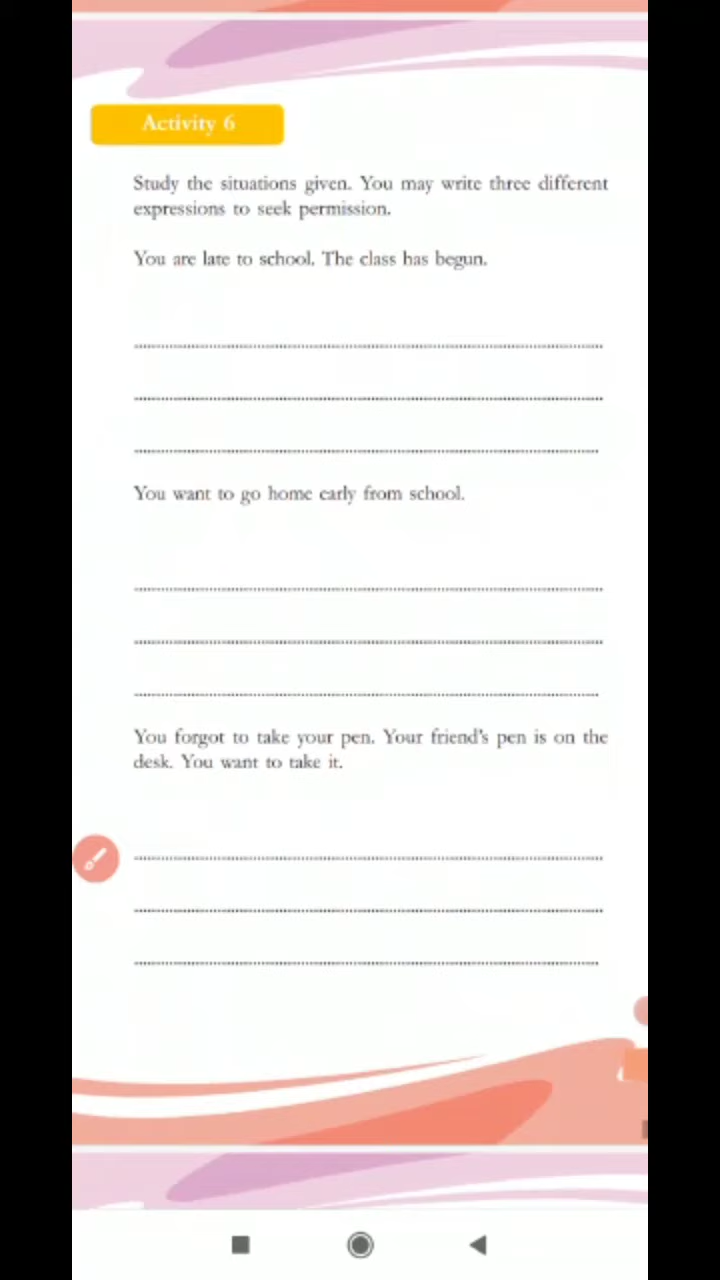 Activity 6
Study the situations given. You may write three different
expressions to seek permission.
You are late to school. The class has begun.
You want to go home early from school.
You forgot to take your pen. Your friend's pen is on the
desk. You want to take it.